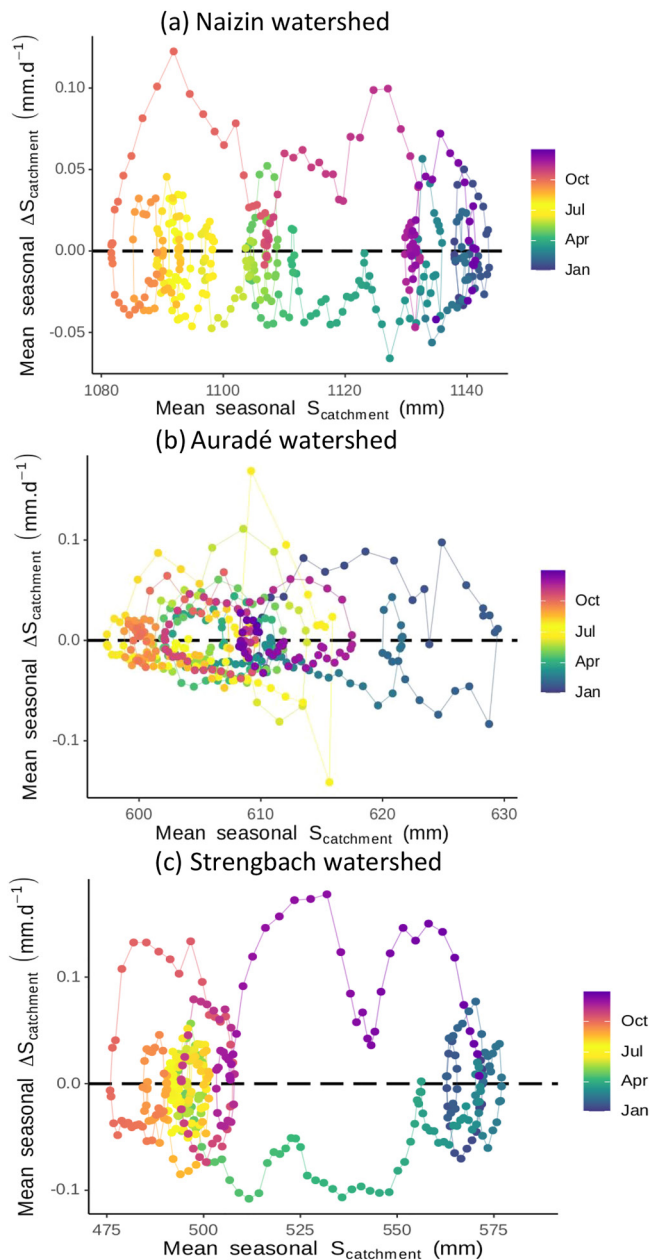 (a) Naizin watershed
Mean seasonal ΔScatchment (mm.d⁻¹)
0.10
0.05
0.00
-0.05
1080
1100
1120
1140
Mean seasonal Scatchment (mm)
Oct
Jul
Apr
Jan
(b) Auradé watershed
Mean seasonal ΔScatchment (mm.d⁻¹)
0.1
0.0
-0.1
600
610
620
630
Mean seasonal Scatchment (mm)
Oct
Jul
Apr
Jan
(c) Strengbach watershed
Mean seasonal ΔScatchment (mm.d⁻¹)
0.1
0.0
-0.1
475
500
525
550
575
Mean seasonal Scatchment (mm)
Oct
Jul
Apr
Jan